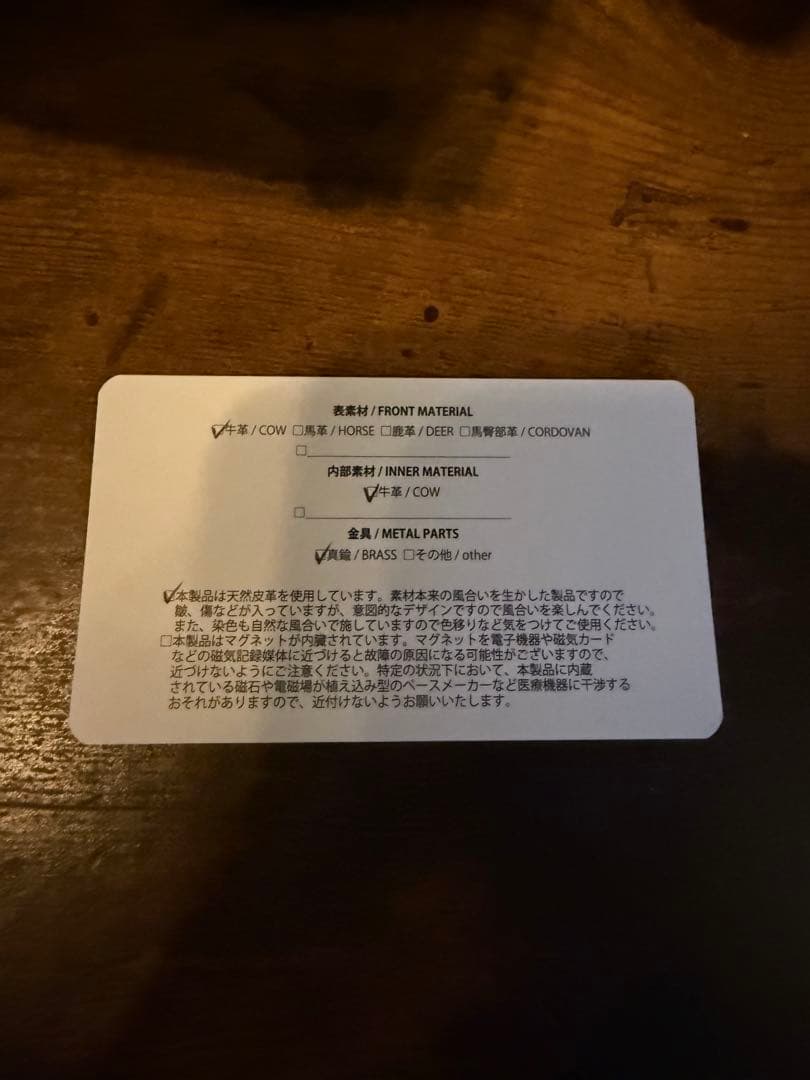 表素材 / FRONT MATERIAL
☑牛革 / COW □馬革 / HORSE □鹿革 / DEER □馬臀部革 / CORDOVAN
□
内部素材 / INNER MATERIAL
☑牛革 / COW
□
金具 / METAL PARTS
☑真鍮 / BRASS □その他 / other
☑本製品は天然皮革を使用しています。素材本来の風合いを生かした製品ですので
皺、傷などが入っていますが、意図的なデザインですので風合いを楽しんでください。
また、染色も自然な風合いで施していますので色移りなど気をつけてご使用ください。
□本製品はマグネットが内臓されています。マグネットを電子機器や磁気カード
などの磁気記録媒体に近づけると故障の原因になる可能性がございますので、
近づけないようにご注意ください。特定の状況下において、本製品に内蔵
されている磁石や電磁場が植え込み型のペースメーカーなど医療機器に干渉する
おそれがありますので、近付けないようお願いいたします。